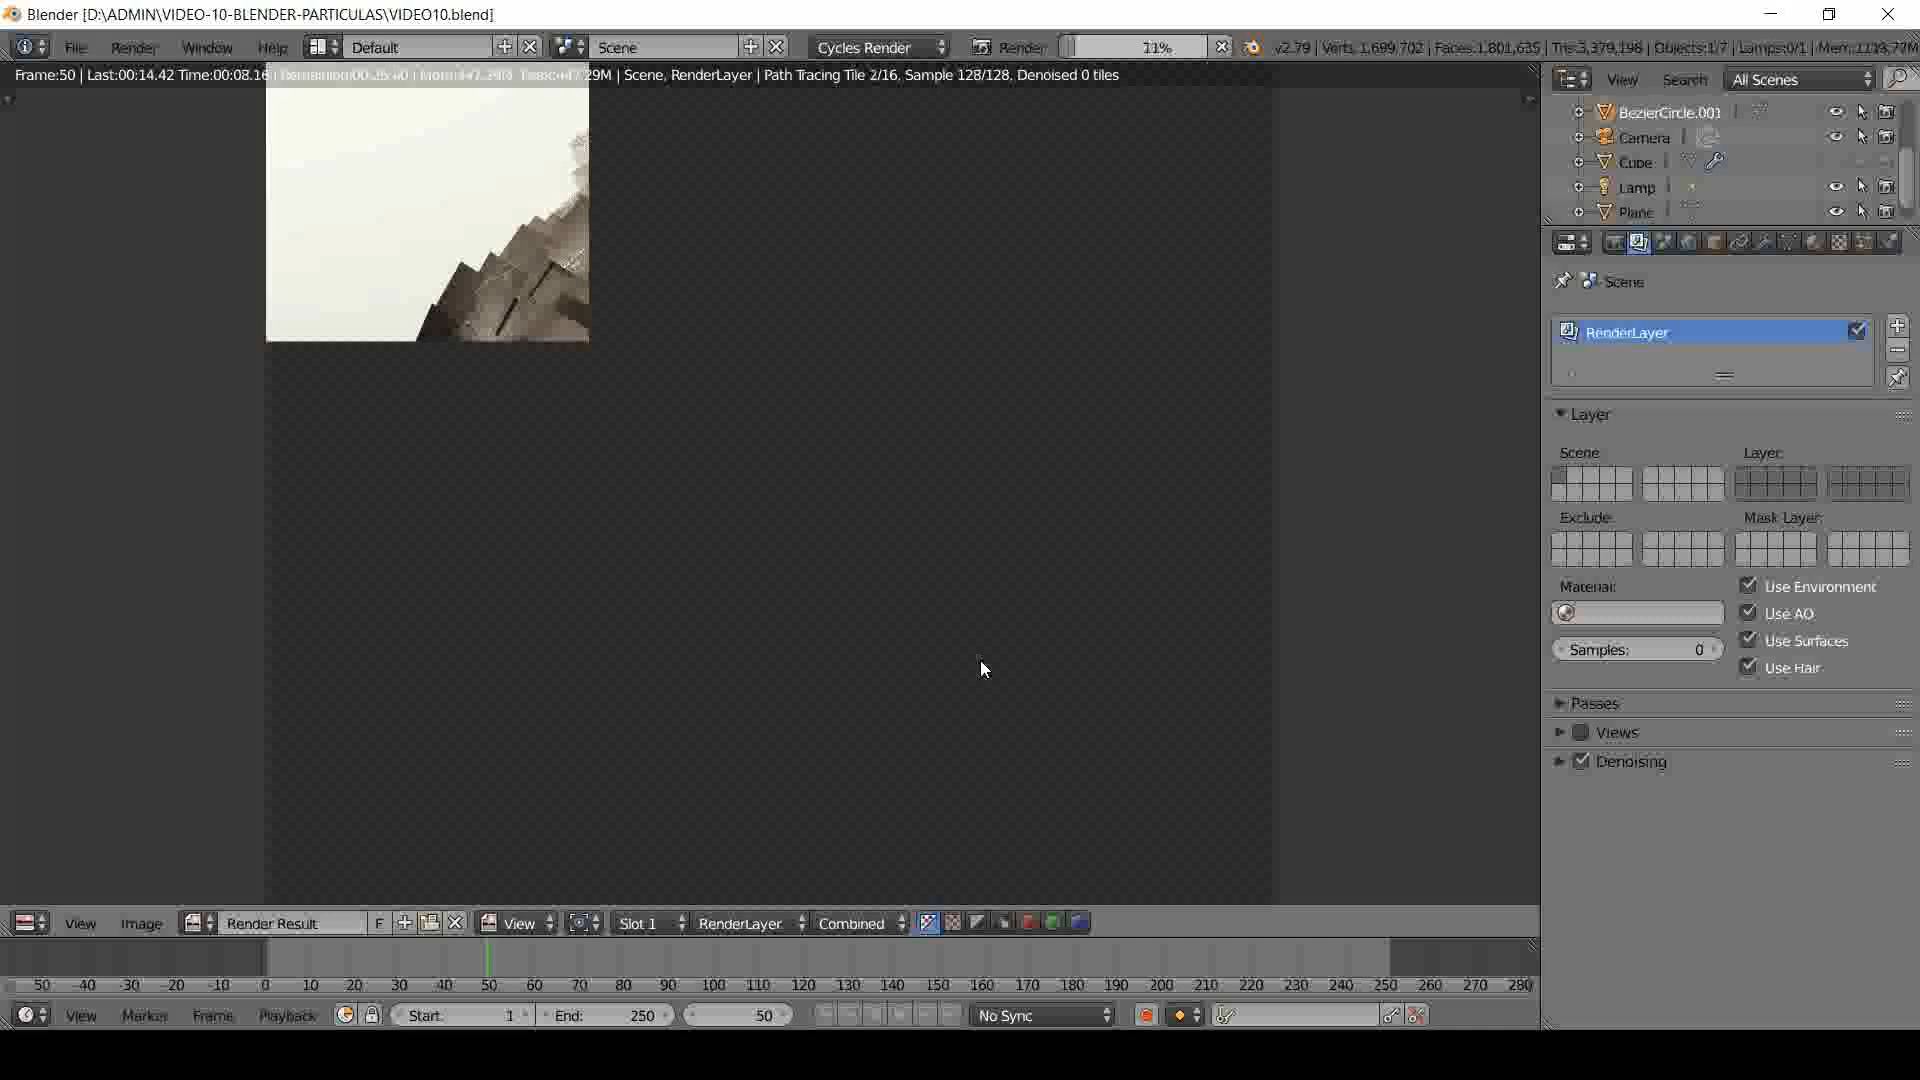 Blender [D:\ADMIN\VIDEO-10-BLENDER-PARTICULAS\VIDEO10.blend]
File Render Window Help Default Scene Cycles Render Render 11% v2.79 | Verts:1,699,702 | Faces:1,801,635 | Tris:3,379,198 | Objects:1/7 | Lamps:0/1 | Mem:1113.72M
Frame:50 | Last:00:14.42 Time:00:08.16 29M | Scene, RenderLayer | Path Tracing Tile 2/16, Sample 128/128, Denoised 0 tiles
View Search All Scenes
BezierCircle.001
Camera
Cube
Lamp
Plane
Scene
RenderLayer
Layer
Scene: Layer:
Exclude: Mask Layer:
Material: Use Environment
Use AO
Samples: 0 Use Surfaces
Use Hair
Passes
Views
Denoising
View Image Render Result F View Slot 1 RenderLayer Combined
50 -40 -30 -20 -10 0 10 20 30 40 50 60 70 80 90 100 110 120 130 140 150 160 170 180 190 200 210 220 230 240 250 260 270 280
View Marker Frame Playback Start: 1 End: 250 50 No Sync